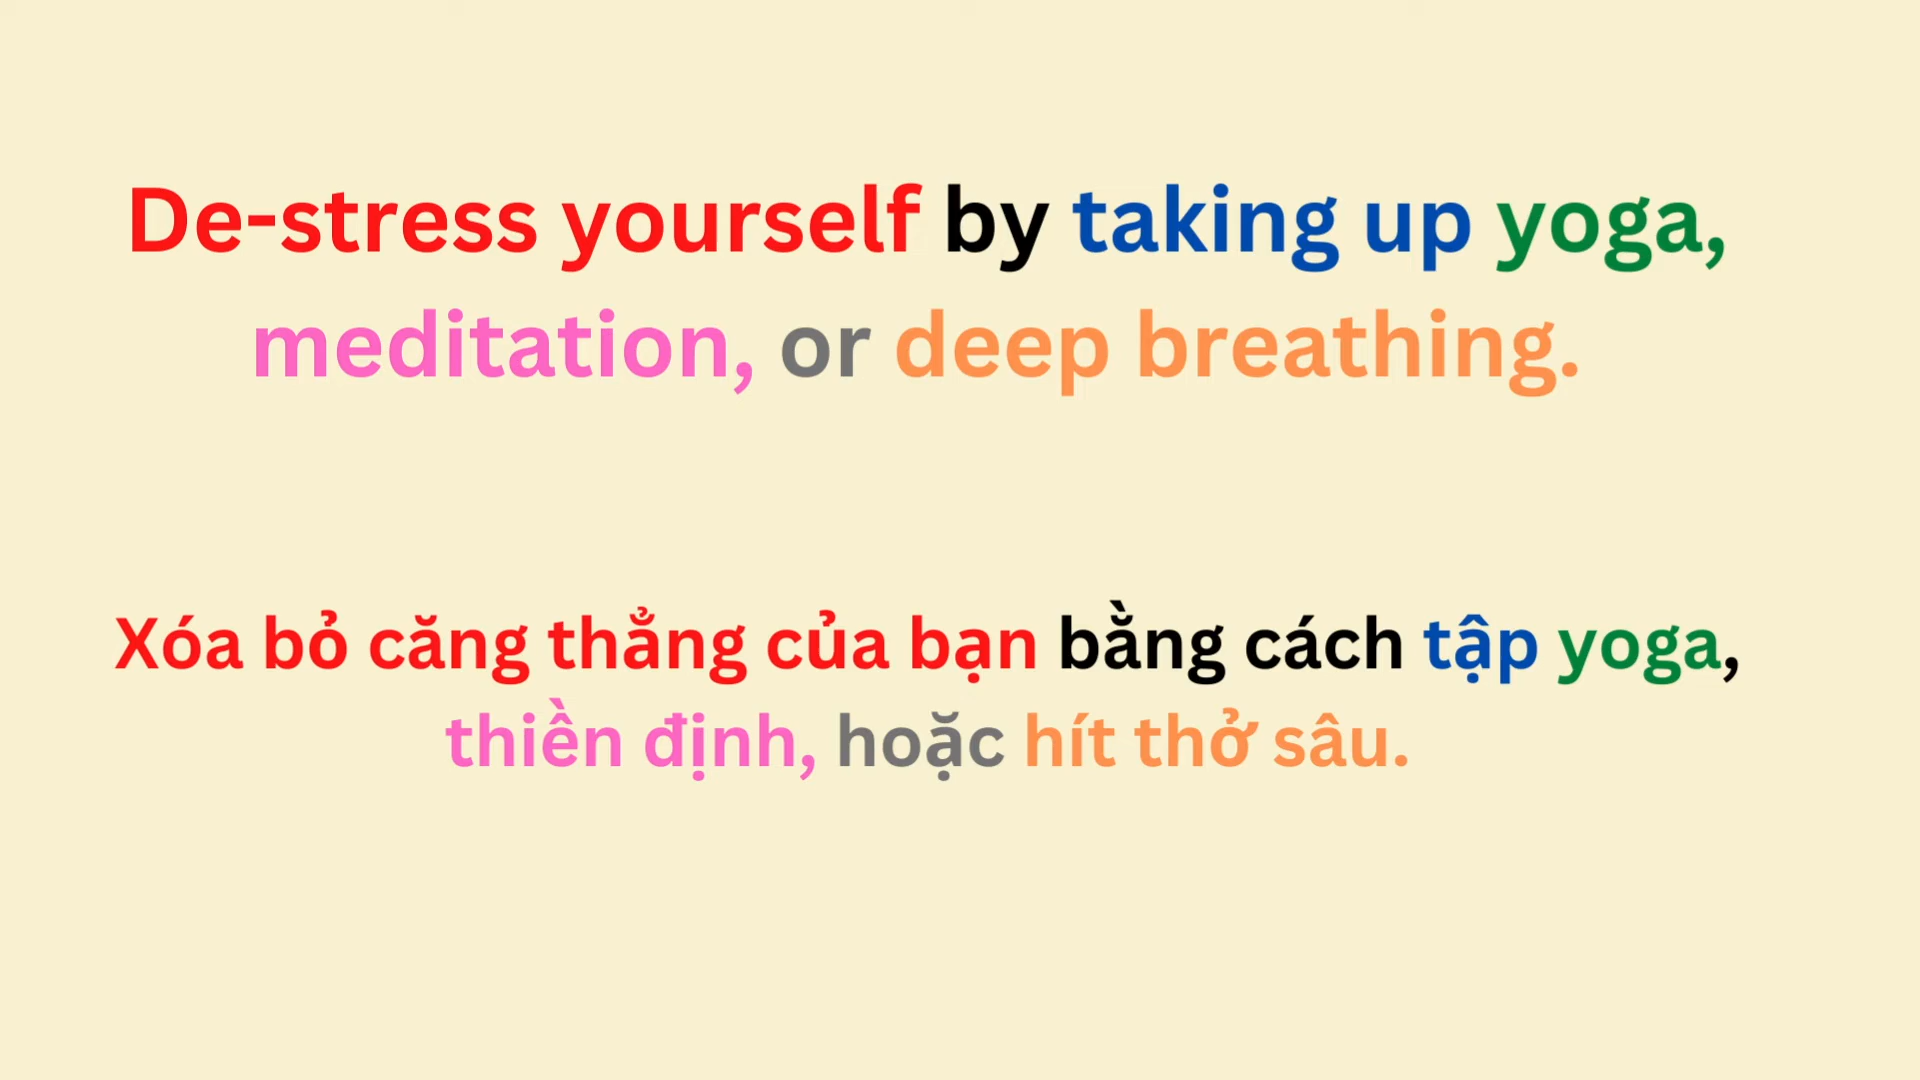 De-stress yourself by taking up yoga,
meditation, or deep breathing.
Xóa bỏ căng thẳng của bạn bằng cách tập yoga,
thiền định, hoặc hít thở sâu.